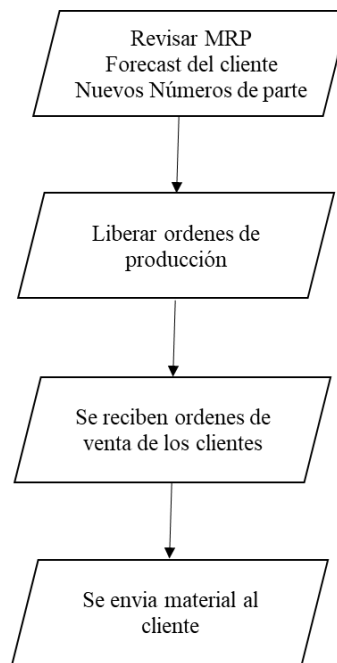 Revisar MRP
Forecast del cliente
Nuevos Números de parte
Liberar ordenes de
producción
Se reciben ordenes de
venta de los clientes
Se envia material al
cliente